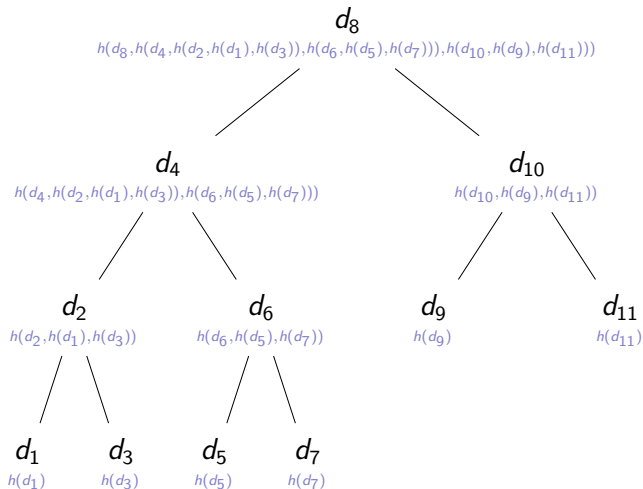 d₈
h(d₈,h(d₄,h(d₂,h(d₁),h(d₃)),h(d₆,h(d₅),h(d₇))),h(d₁₀,h(d₉),h(d₁₁)))
d₄ d₁₀
h(d₄,h(d₂,h(d₁),h(d₃)),h(d₆,h(d₅),h(d₇))) h(d₁₀,h(d₉),h(d₁₁))
d₂ d₆ d₉ d₁₁
h(d₂,h(d₁),h(d₃)) h(d₆,h(d₅),h(d₇)) h(d₉) h(d₁₁)
d₁ d₃ d₅ d₇
h(d₁) h(d₃) h(d₅) h(d₇)